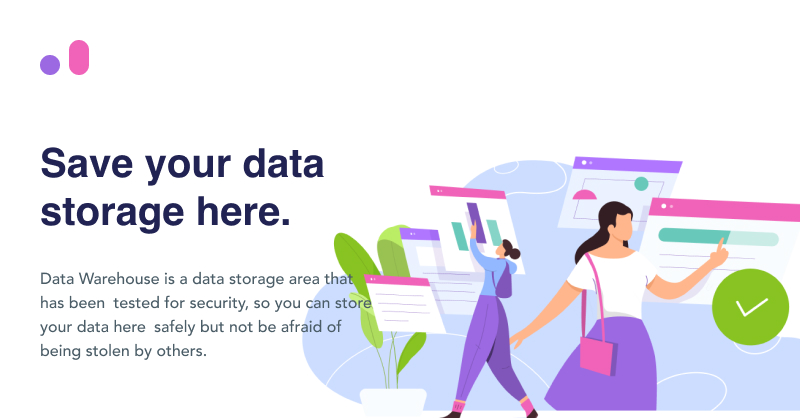 Save your data
storage here.
Data Warehouse is a data storage area that
has been  tested for security, so you can store
your data here  safely but not be afraid of
being stolen by others.